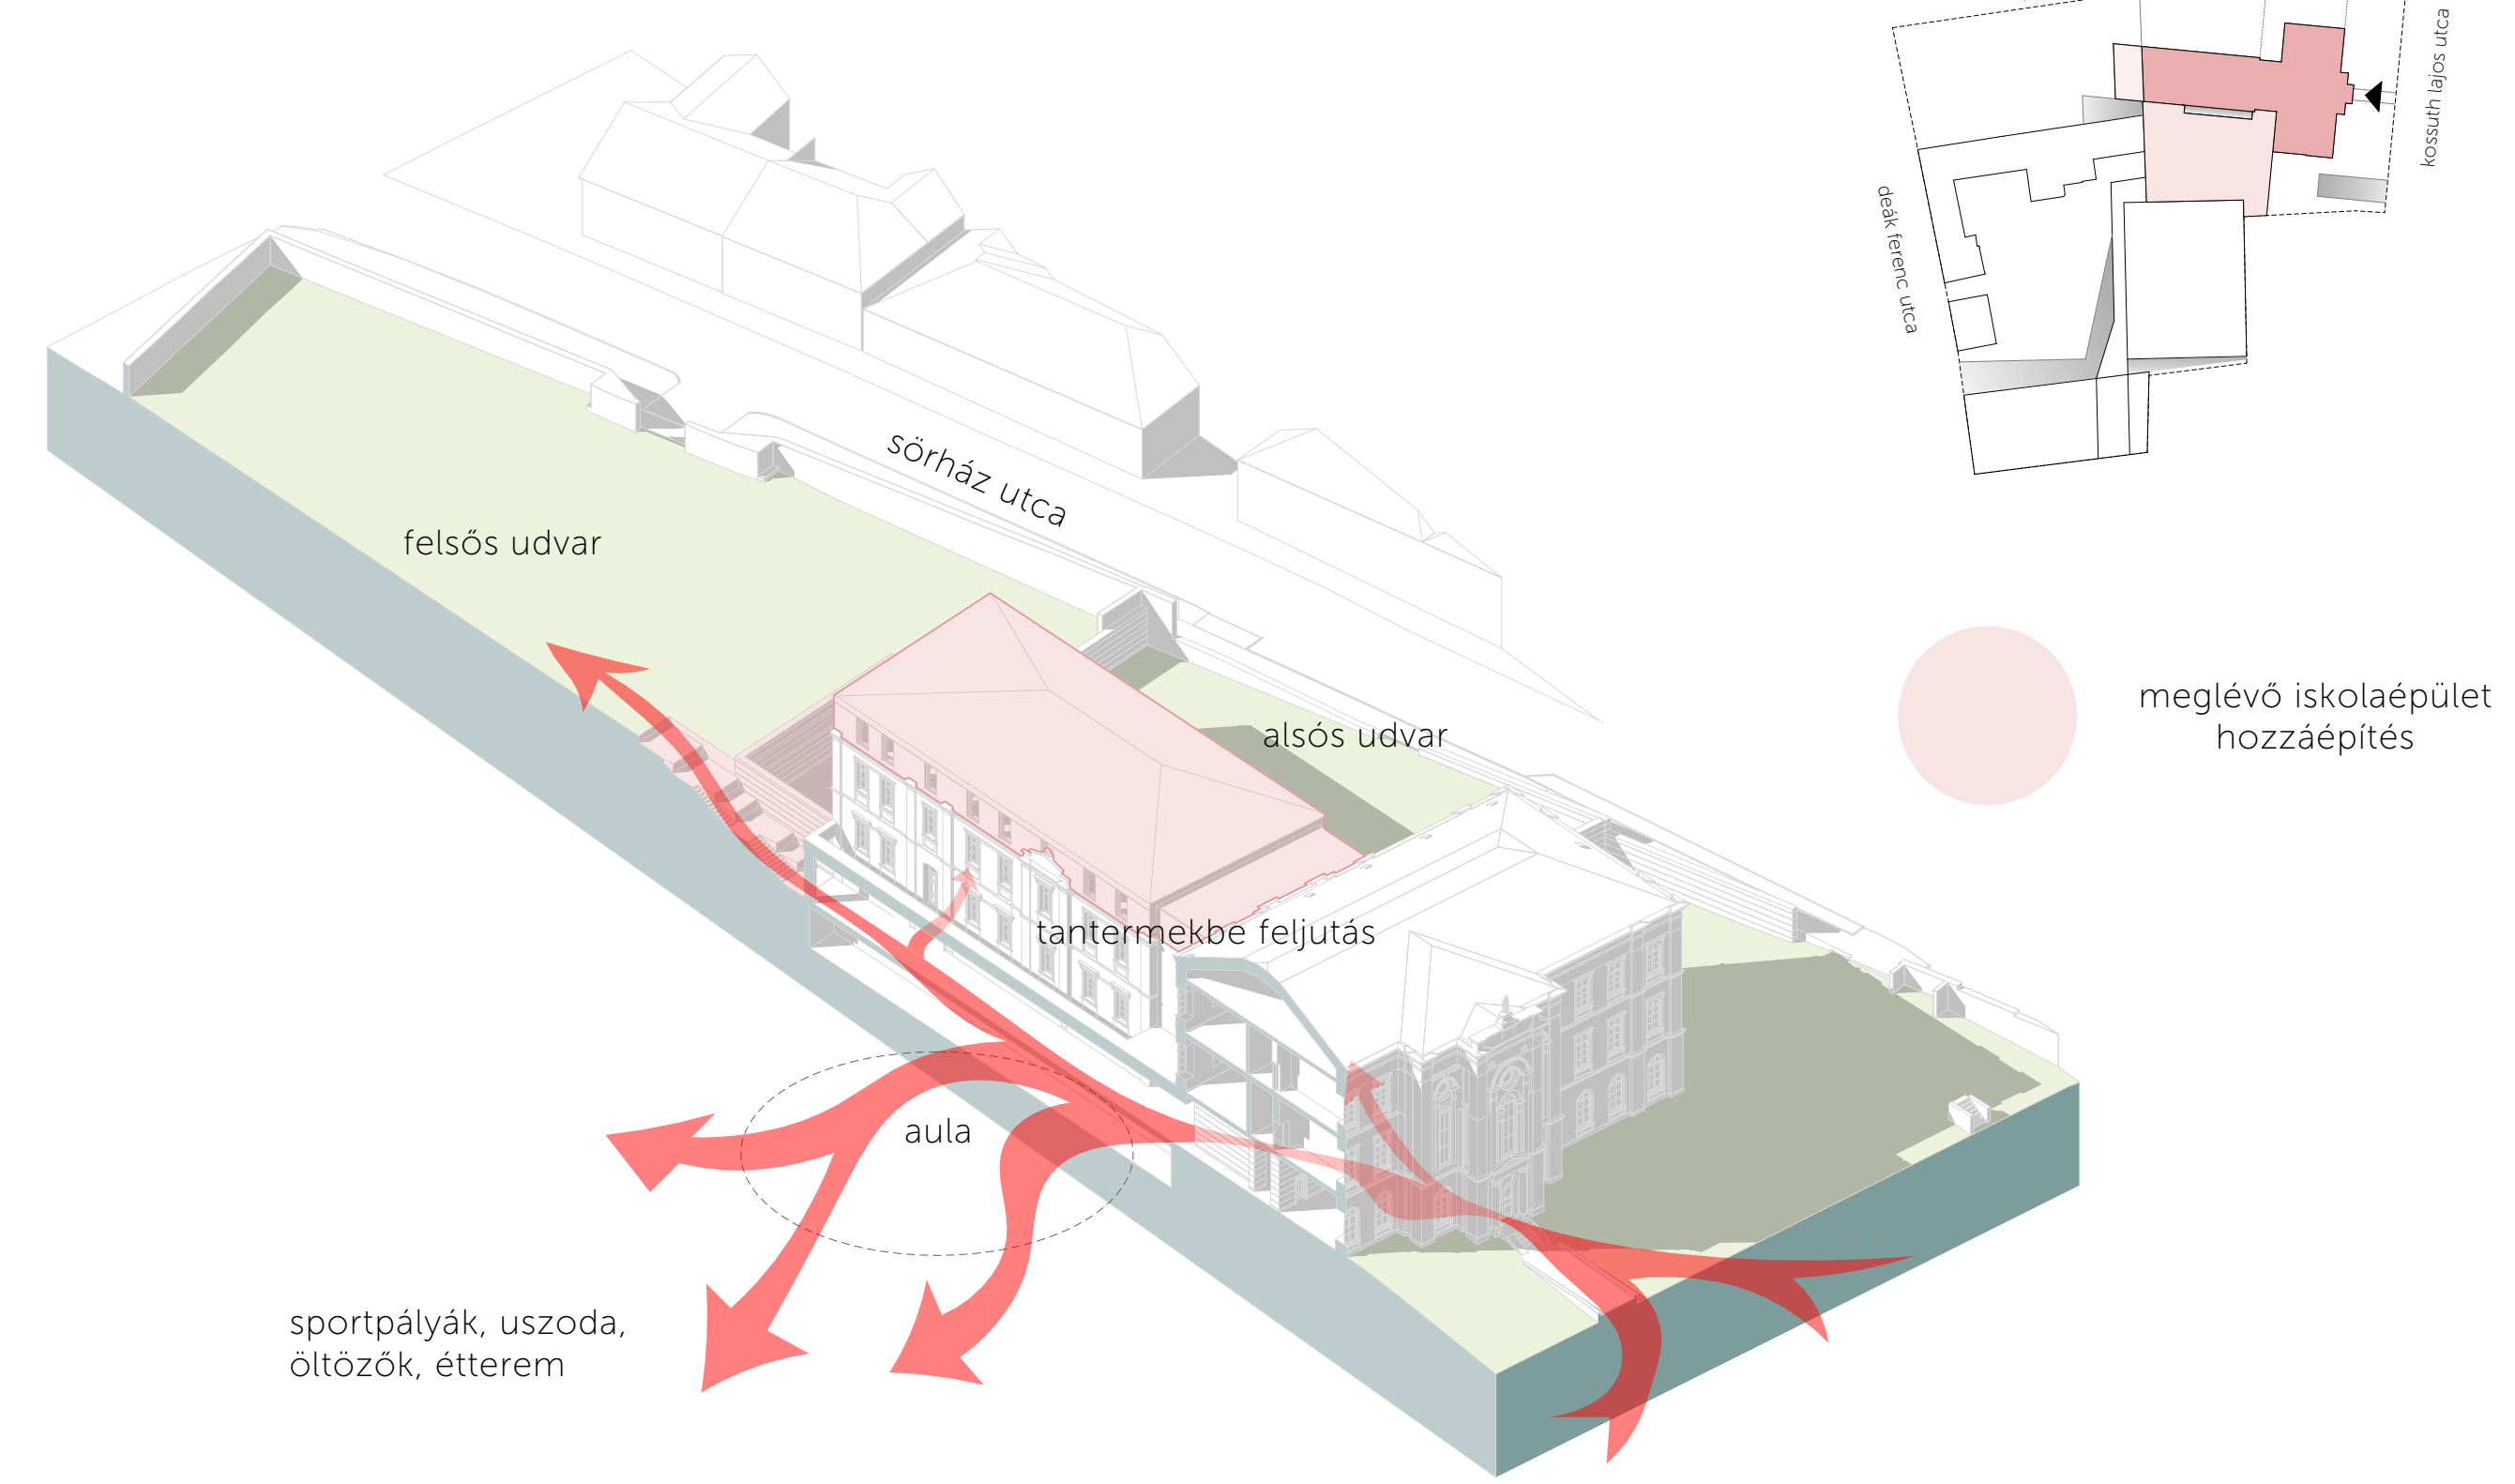 kossuth lajos utca
deák ferenc utca
sörház utca
felsős udvar
meglévő iskolaépület
hozzáépítés
alsós udvar
tantermekbe feljutás
aula
sportpályák, uszoda,
öltözők, étterem